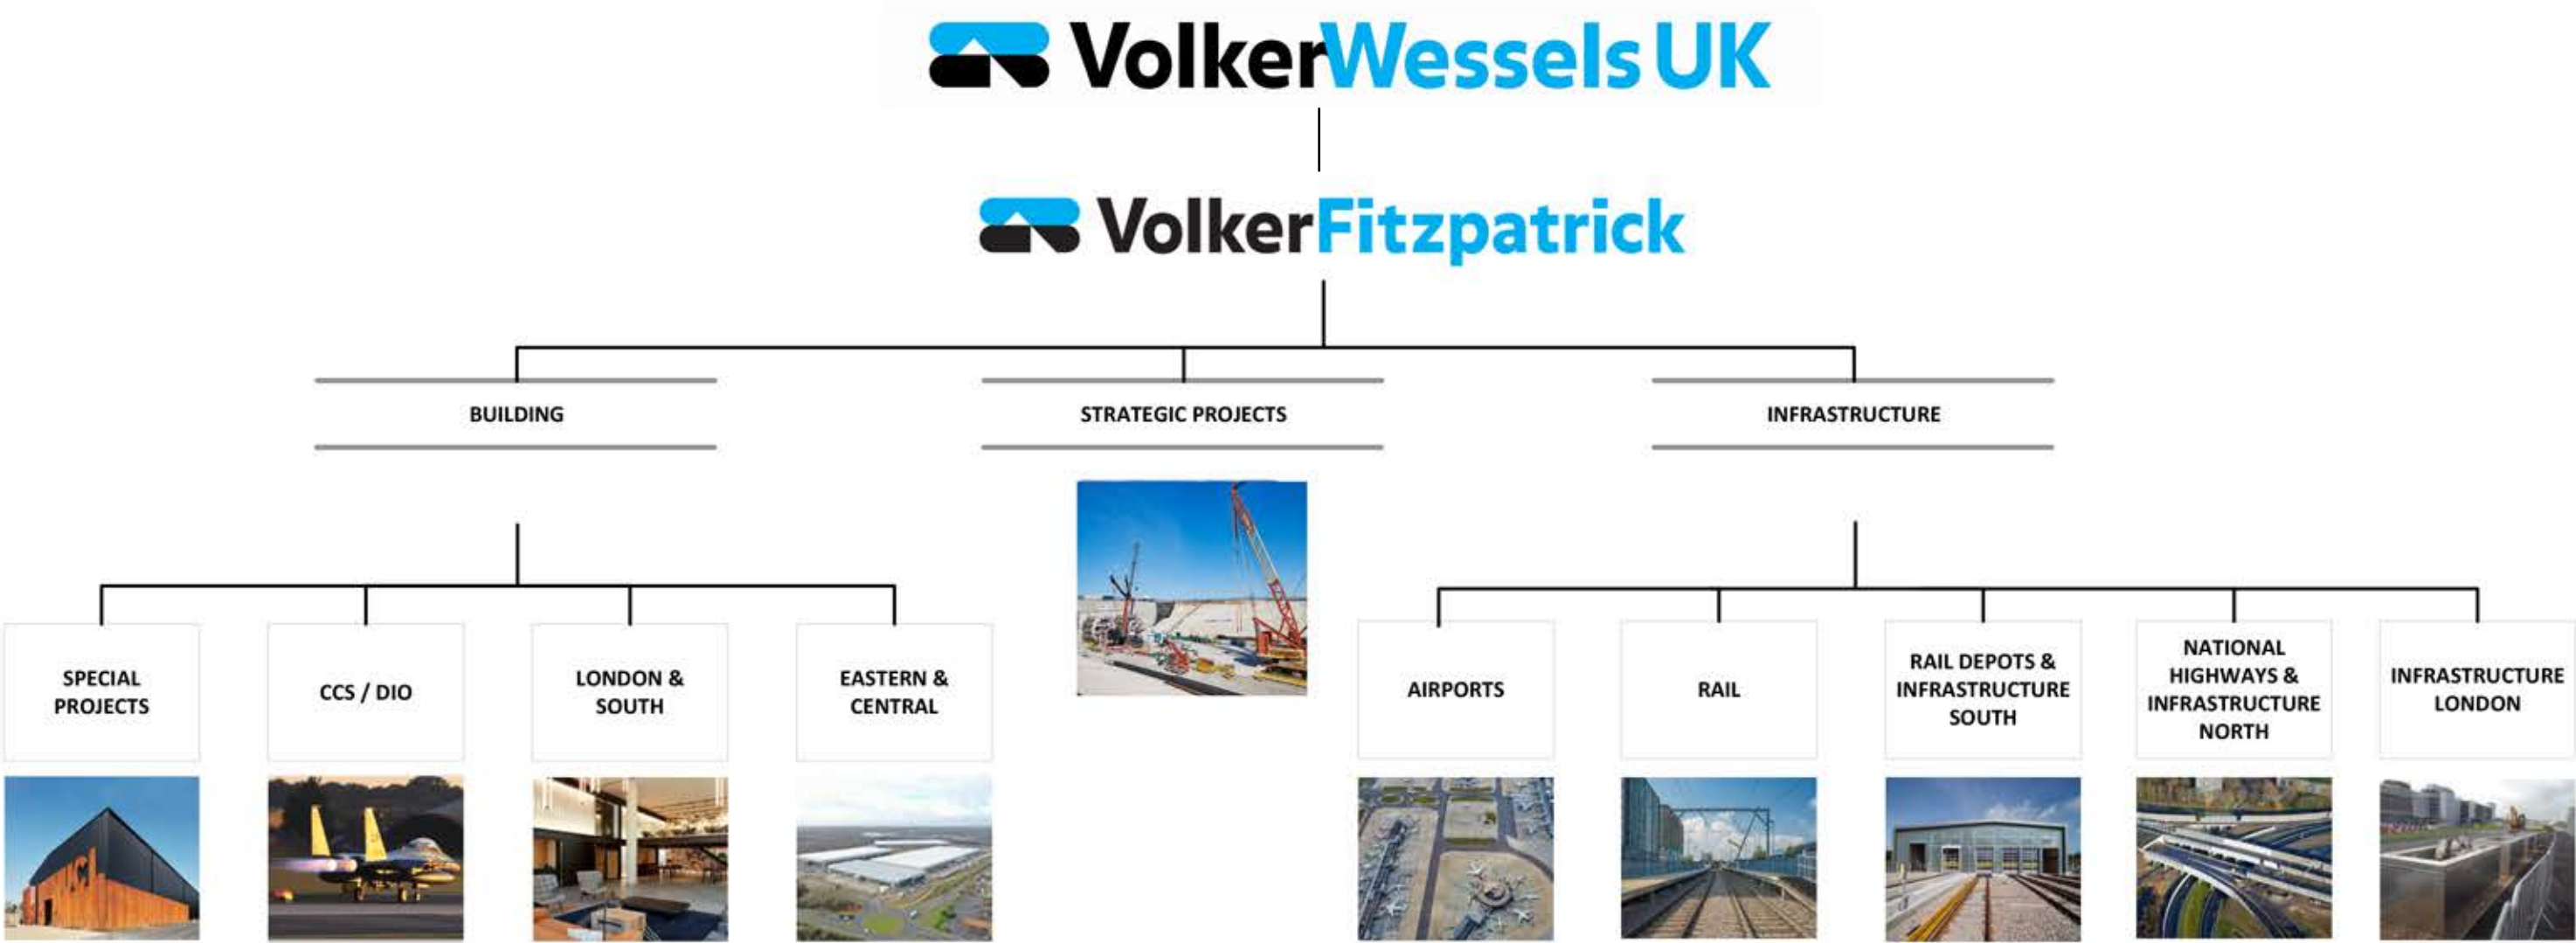 VolkerWessels UK
VolkerFitzpatrick
BUILDING
STRATEGIC PROJECTS
INFRASTRUCTURE
SPECIAL
PROJECTS
CCS / DIO
LONDON &
SOUTH
EASTERN &
CENTRAL
AIRPORTS
RAIL
RAIL DEPOTS &
INFRASTRUCTURE
SOUTH
NATIONAL
HIGHWAYS &
INFRASTRUCTURE
NORTH
INFRASTRUCTURE
LONDON